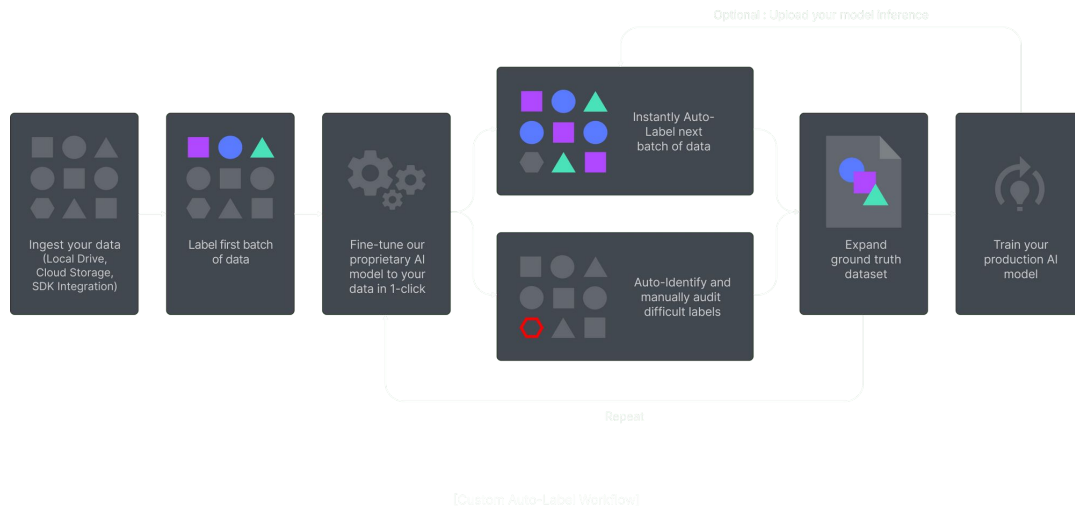 Optional : Upload your model inference
Ingest your data
(Local Drive,
Cloud Storage,
SDK Integration)
Label first batch
of data
Fine-tune our
proprietary AI
model to your
data in 1-click
Instantly Auto-
Label next
batch of data
Auto-Identify and
manually audit
difficult labels
Expand
ground truth
dataset
Train your
production AI
model
Repeat
[Custom Auto-Label Workflow]